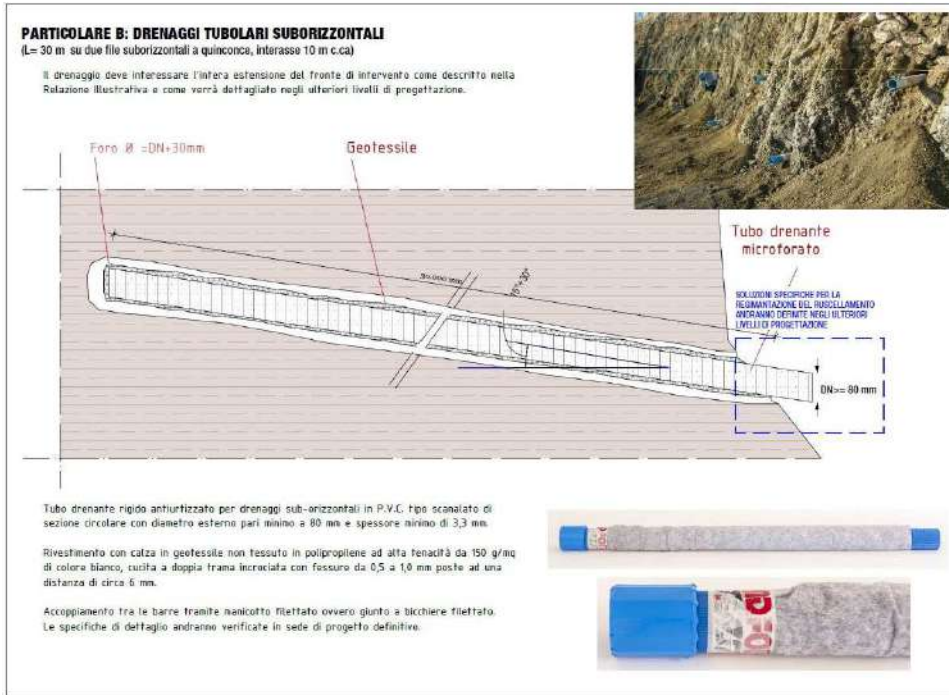 PARTICOLARE B: DRENAGGI TUBOLARI SUBORIZZONTALI
(L= 30 m su due file suborizzontali a quinconce, interasse 10 m c.ca)
Il drenaggio deve interessare l'intera estensione del fronte di intervento come descritto nella
Relazione Illustrativa e come verrà dettagliato negli ulteriori livelli di progettazione.
Foro Ø =DN+30mm
Geotessile
Tubo drenante
microforato
SOLUZIONI SPECIFICHE PER LA
REGIMANTAZIONE DEL RUSCELLAMENTO
ANDRANNO DEFINITE NEGLI ULTERIORI
LIVELLI DI PROGETTAZIONE
DN>= 80 mm
Tubo drenante rigido antiurtizzato per drenaggi sub-orizzontali in P.V.C. tipo scanalato di
sezione circolare con diametro esterno pari minimo a 80 mm e spessore minimo di 3,3 mm.
Rivestimento con calza in geotessile non tessuto in polipropilene ad alta tenacità da 150 g/mq
di colore bianco, cucita a doppia trama incrociata con fessure da 0,5 a 1,0 mm poste ad una
distanza di circa 6 mm.
Accoppiamento tra le barre tramite manicotto filettato ovvero giunto a bicchiere filettato.
Le specifiche di dettaglio andranno verificate in sede di progetto definitivo.